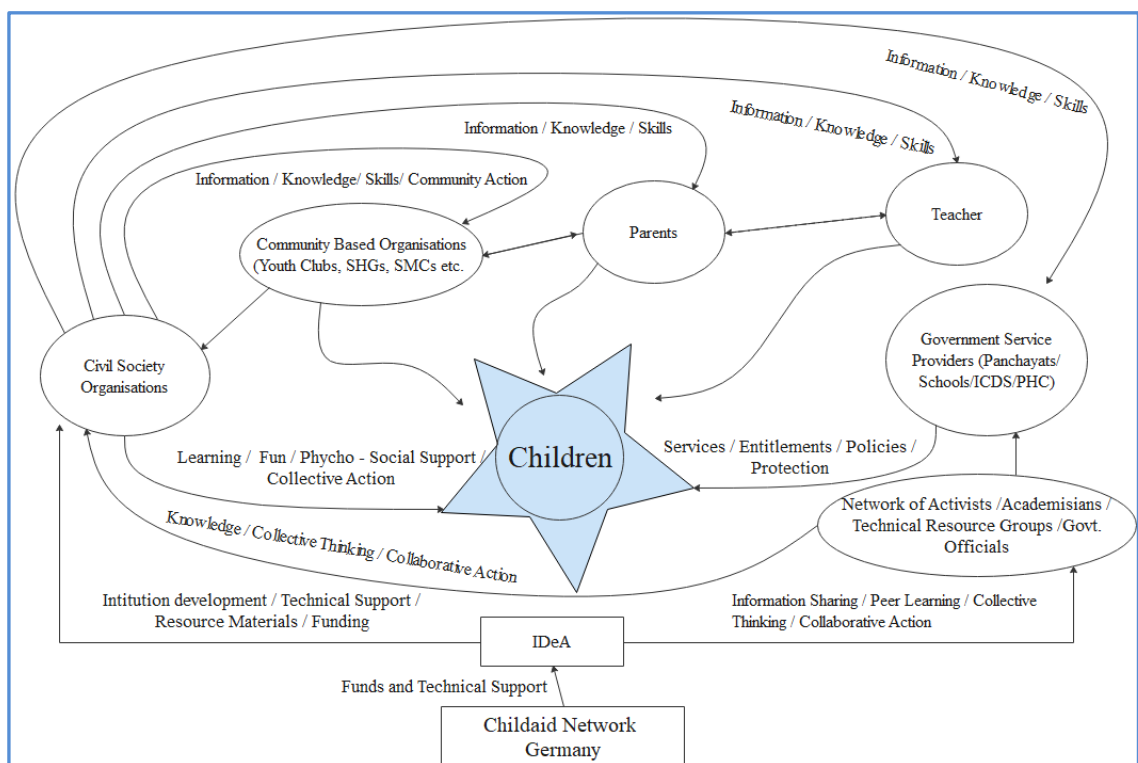 Information / Knowledge / Skills
Information / Knowledge / Skills
Information / Knowledge / Skills
Information / Knowledge/ Skills/ Community Action
Community Based Organisations
(Youth Clubs, SHGs, SMCs etc.
Parents
Teacher
Civil Society
Organisations
Government Service
Providers (Panchayats/
Schools/ICDS/PHC)
Children
Learning / Fun / Phycho - Social Support /
Collective Action
Services / Entitlements / Policies /
Protection
Knowledge / Collective Thinking / Collaborative Action
Network of Activists /Academisians /
Technical Resource Groups /Govt.
Officials
Intitution development / Technical Support /
Resource Materials / Funding
Information Sharing / Peer Learning / Collective
Thinking / Collaborative Action
IDeA
Funds and Technical Support
Childaid Network
Germany